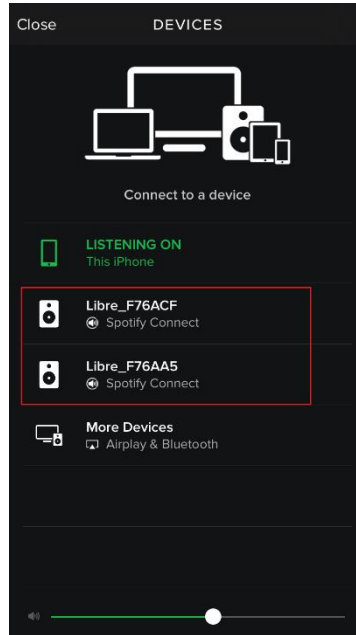 Close
DEVICES
Connect to a device
LISTENING ON
This iPhone
Libre_F76ACF
Spotify Connect
Libre_F76AA5
Spotify Connect
More Devices
Airplay & Bluetooth